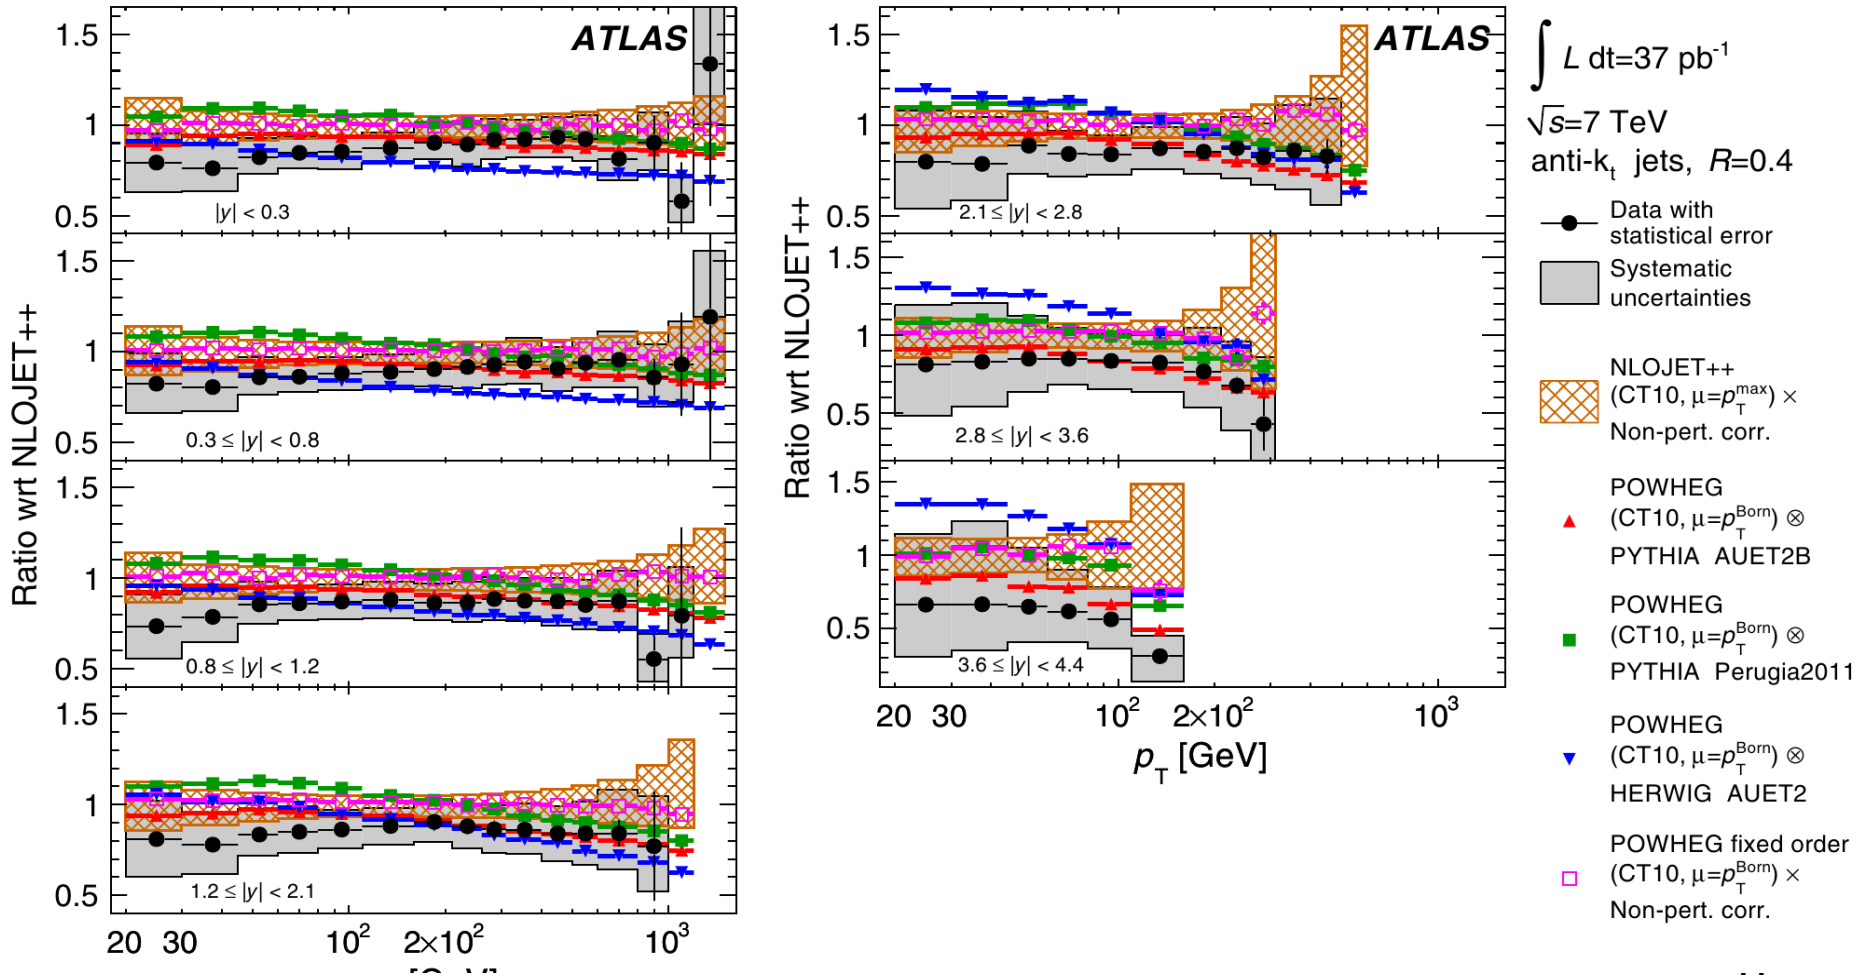 Ratio wrt NLOJET++
1.5
ATLAS
1
0.5
|y| < 0.3
1.5
1
0.5
0.3 ≤ |y| < 0.8
1.5
1
0.5
0.8 ≤ |y| < 1.2
1.5
1
0.5
1.2 ≤ |y| < 2.1
20 30 10² 2×10² 10³
Ratio wrt NLOJET++
1.5
ATLAS
1
0.5
2.1 ≤ |y| < 2.8
1.5
1
0.5
2.8 ≤ |y| < 3.6
1.5
1
0.5
3.6 ≤ |y| < 4.4
20 30 10² 2×10² 10³
p_T [GeV]
∫ L dt=37 pb⁻¹
√s=7 TeV
anti-k_t jets, R=0.4
Data with
statistical error
Systematic
uncertainties
NLOJET++
(CT10, μ=p_T^max) ×
Non-pert. corr.
POWHEG
(CT10, μ=p_T^Born) ⊗
PYTHIA AUET2B
POWHEG
(CT10, μ=p_T^Born) ⊗
PYTHIA Perugia2011
POWHEG
(CT10, μ=p_T^Born) ⊗
HERWIG AUET2
POWHEG fixed order
(CT10, μ=p_T^Born) ×
Non-pert. corr.